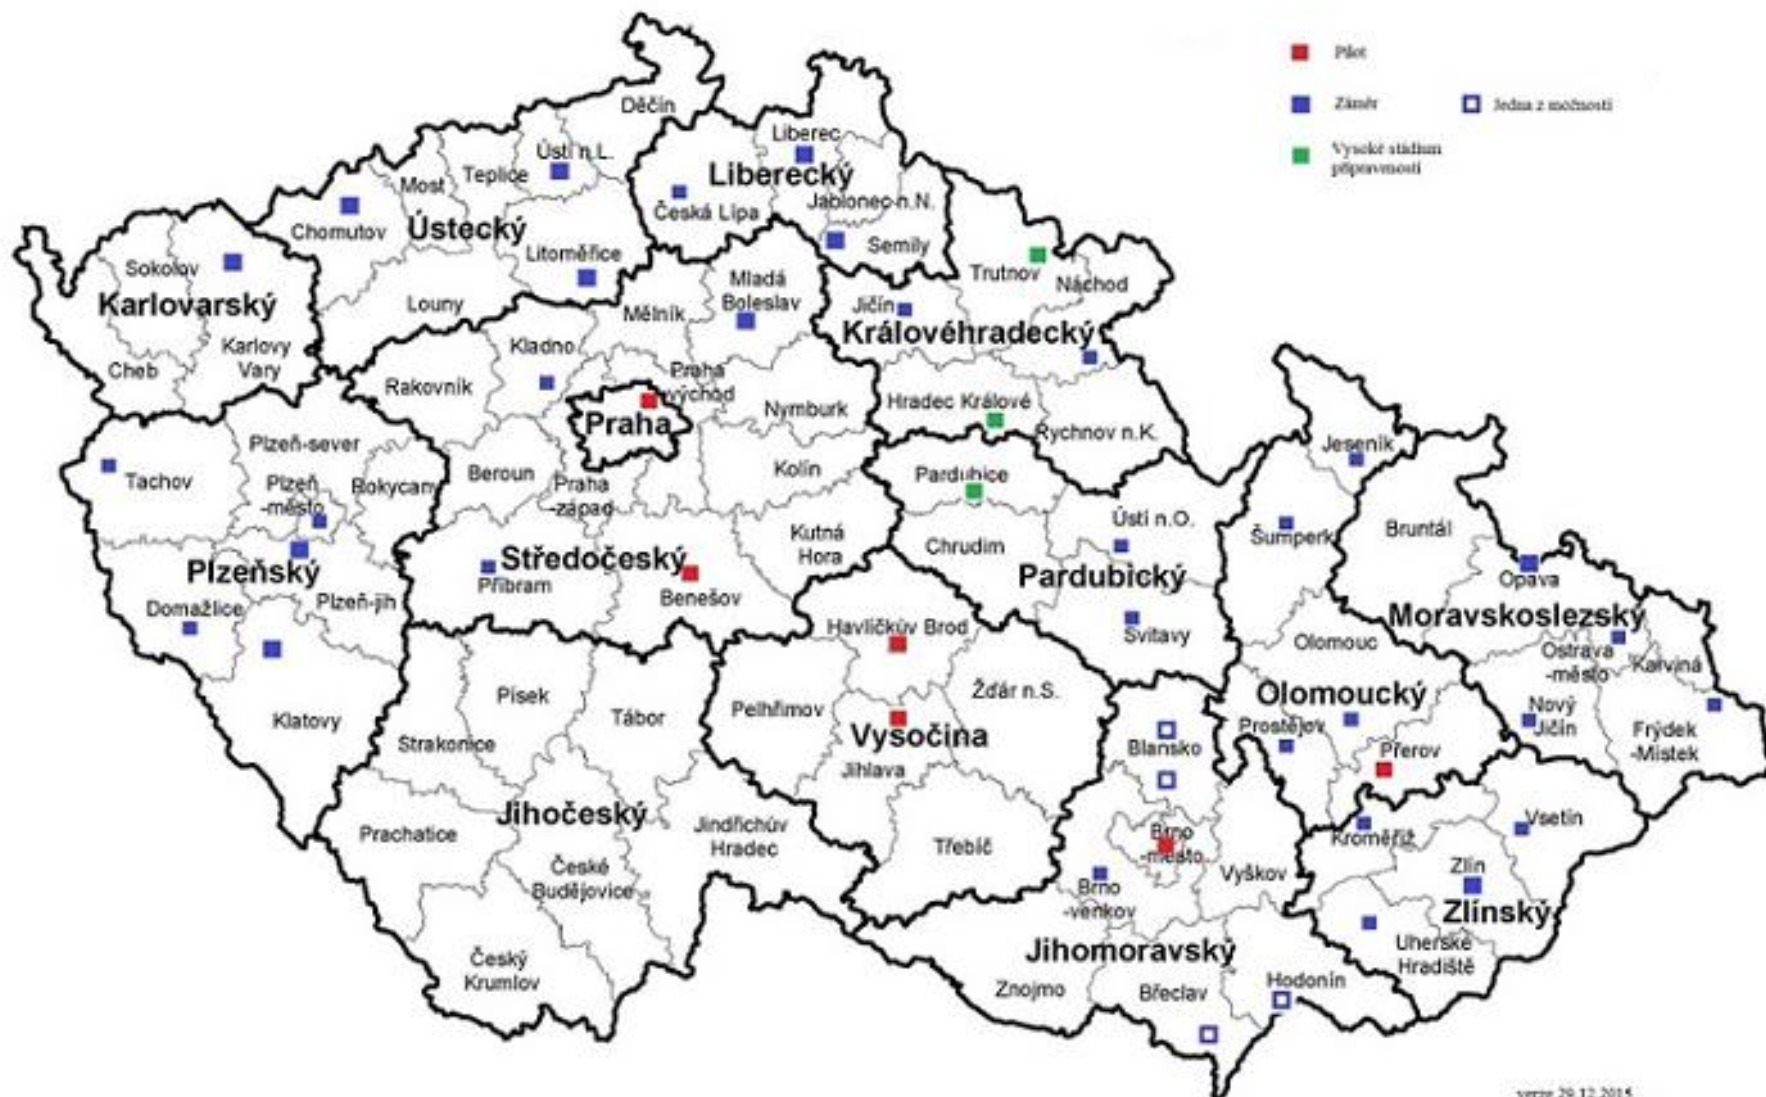 Pilot
Záměr
Jedna z možností
Vysoké stádium
připravenosti
Děčín
Liberec
Ústí n.L.
Teplice
Most
Liberecký
Jablonec n.N.
Česká Lípa
Chomutov
Ústecký
Litoměřice
Semily
Sokolov
Trutnov
Náchod
Mladá
Boleslav
Karlovarský
Louny
Mělník
Jičín
Královéhradecký
Kladno
Karlovy
Vary
Cheb
Rakovník
Praha
východ
Nymburk
Hradec Králové
Praha
Rychnov n.K.
Plzeň-sever
Jeseník
Tachov
Plzeň
-město
Rokycany
Beroun
Praha
-západ
Kolín
Pardubice
Ústí n.O.
Šumperk
Bruntál
Kutná
Hora
Chrudim
Středočeský
Plzeňský
Příbram
Pardubický
Opava
Domažlice
Plzeň-jih
Benešov
Moravskoslezský
Havlíčkův Brod
Svitavy
Olomouc
Ostrava
-město
Karviná
Písek
Tábor
Pelhřimov
Žďár n.S.
Olomoucký
Klatovy
Prostějov
Nový
Jičín
Frýdek
-Místek
Strakonice
Vysočina
Blansko
Přerov
Jihlava
Jihočeský
Prachatice
Jindřichův
Hradec
Třebíč
Brno
-město
Kroměříž
Vsetín
České
Budějovice
Vyškov
Zlín
Brno
-venkov
Zlínský
Uherské
Hradiště
Jihomoravský
Český
Krumlov
Znojmo
Břeclav
Hodonín
verze 29.12.2015